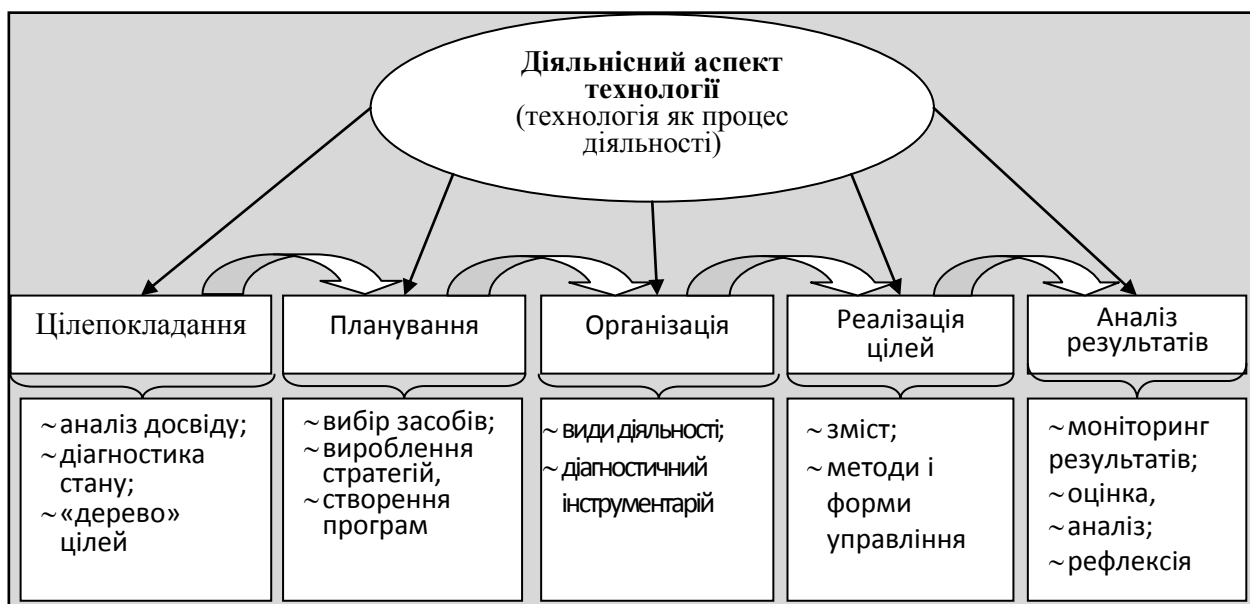 Діяльнісний аспект
технології
(технологія як процес
діяльності)
Цілепокладання
Планування
Організація
Реалізація
цілей
Аналіз
результатів
~ аналіз досвіду;
~ діагностика
стану;
~ «дерево»
цілей
~ вибір засобів;
~ вироблення
стратегій,
~ створення
програм
~ види діяльності;
~ діагностичний
інструментарій
~ зміст;
~ методи і
форми
управління
~ моніторинг
результатів;
~ оцінка,
~ аналіз;
~ рефлексія